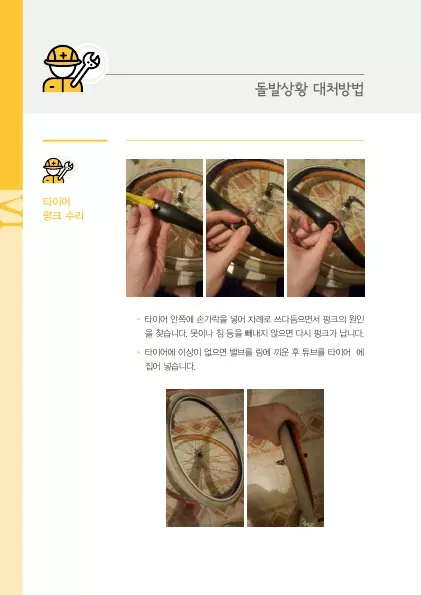 돌발상황 대처방법
타이어
펑크 수리
• 타이어 안쪽에 손가락을 넣어 차례로 쓰다듬으면서 펑크의 원인
을 찾습니다. 못이나 침 등을 빼내지 않으면 다시 펑크가 납니다.
• 타이어에 이상이 없으면 밸브를 림에 끼운 후 튜브를 타이어 에
집어 넣습니다.